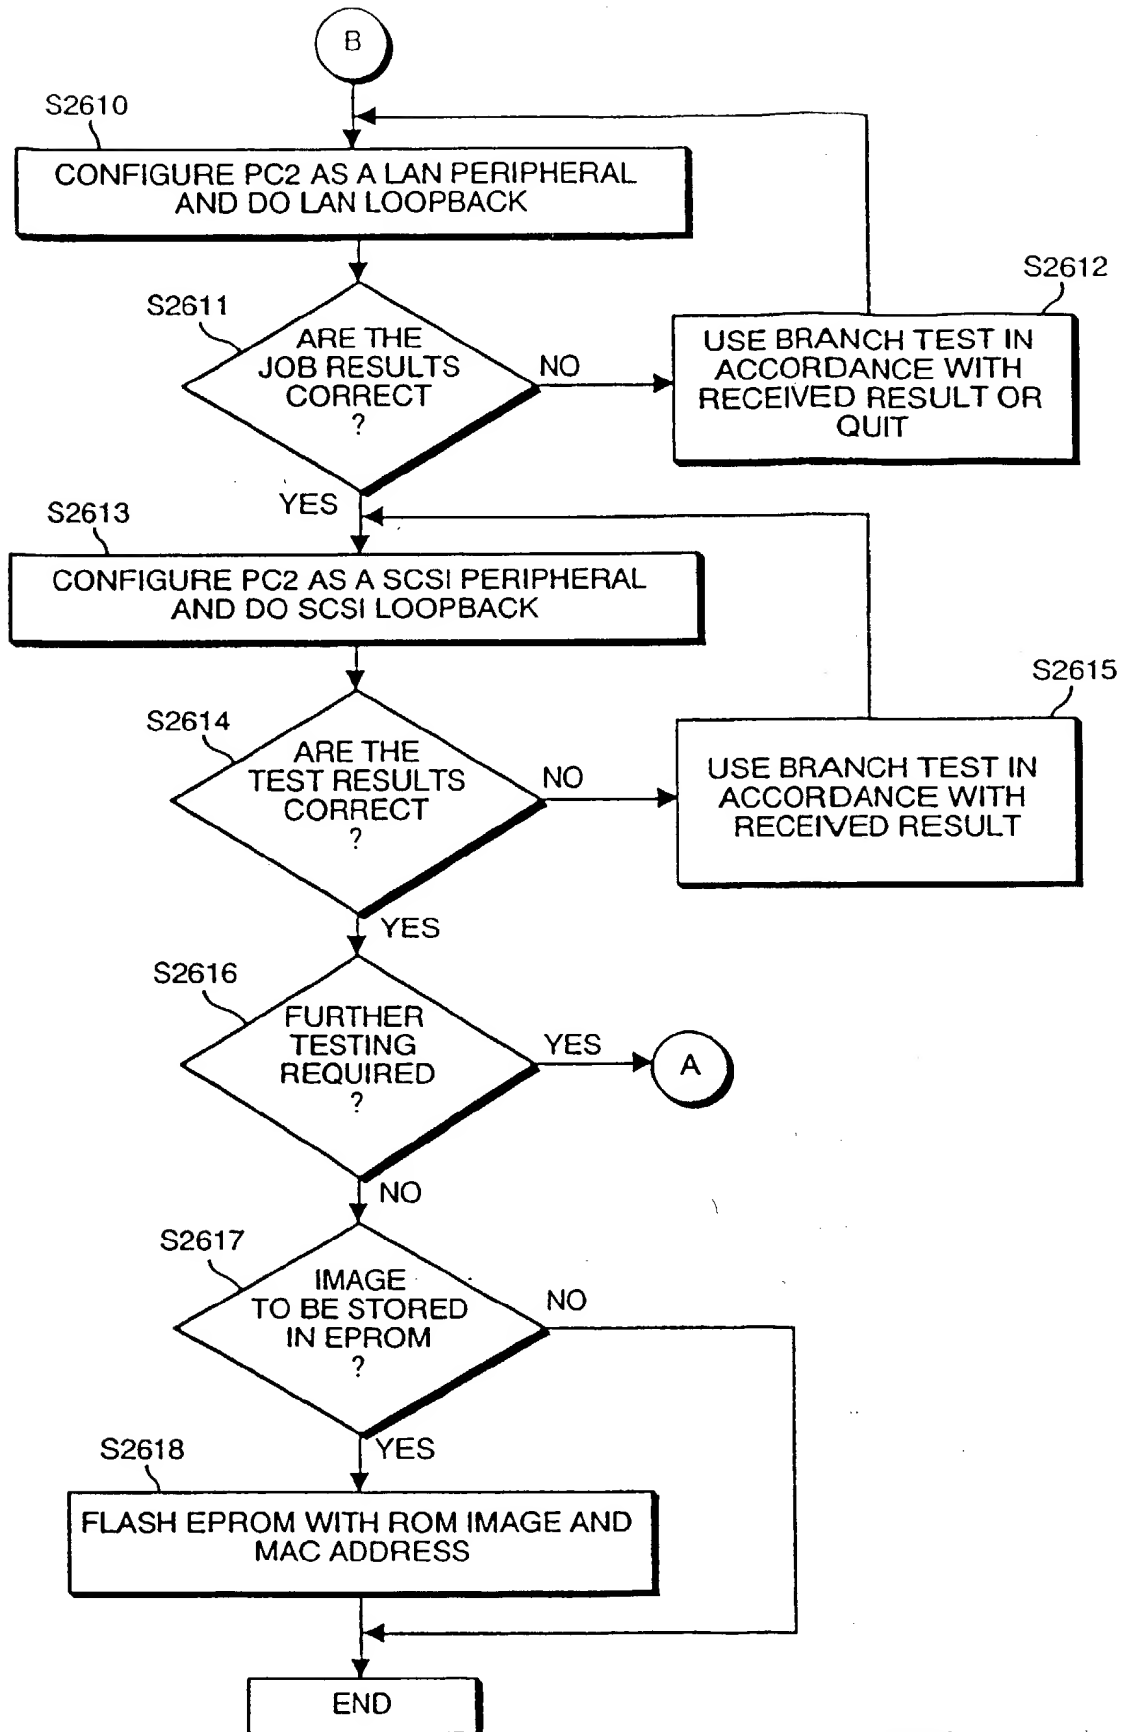 B
S2610
CONFIGURE PC2 AS A LAN PERIPHERAL
AND DO LAN LOOPBACK
S2611
ARE THE
JOB RESULTS
CORRECT
?
NO
S2612
USE BRANCH TEST IN
ACCORDANCE WITH
RECEIVED RESULT OR
QUIT
YES
S2613
CONFIGURE PC2 AS A SCSI PERIPHERAL
AND DO SCSI LOOPBACK
S2614
ARE THE
TEST RESULTS
CORRECT
?
NO
S2615
USE BRANCH TEST IN
ACCORDANCE WITH
RECEIVED RESULT
YES
S2616
FURTHER
TESTING
REQUIRED
?
YES
A
NO
S2617
IMAGE
TO BE STORED
IN EPROM
?
NO
YES
S2618
FLASH EPROM WITH ROM IMAGE AND
MAC ADDRESS
END